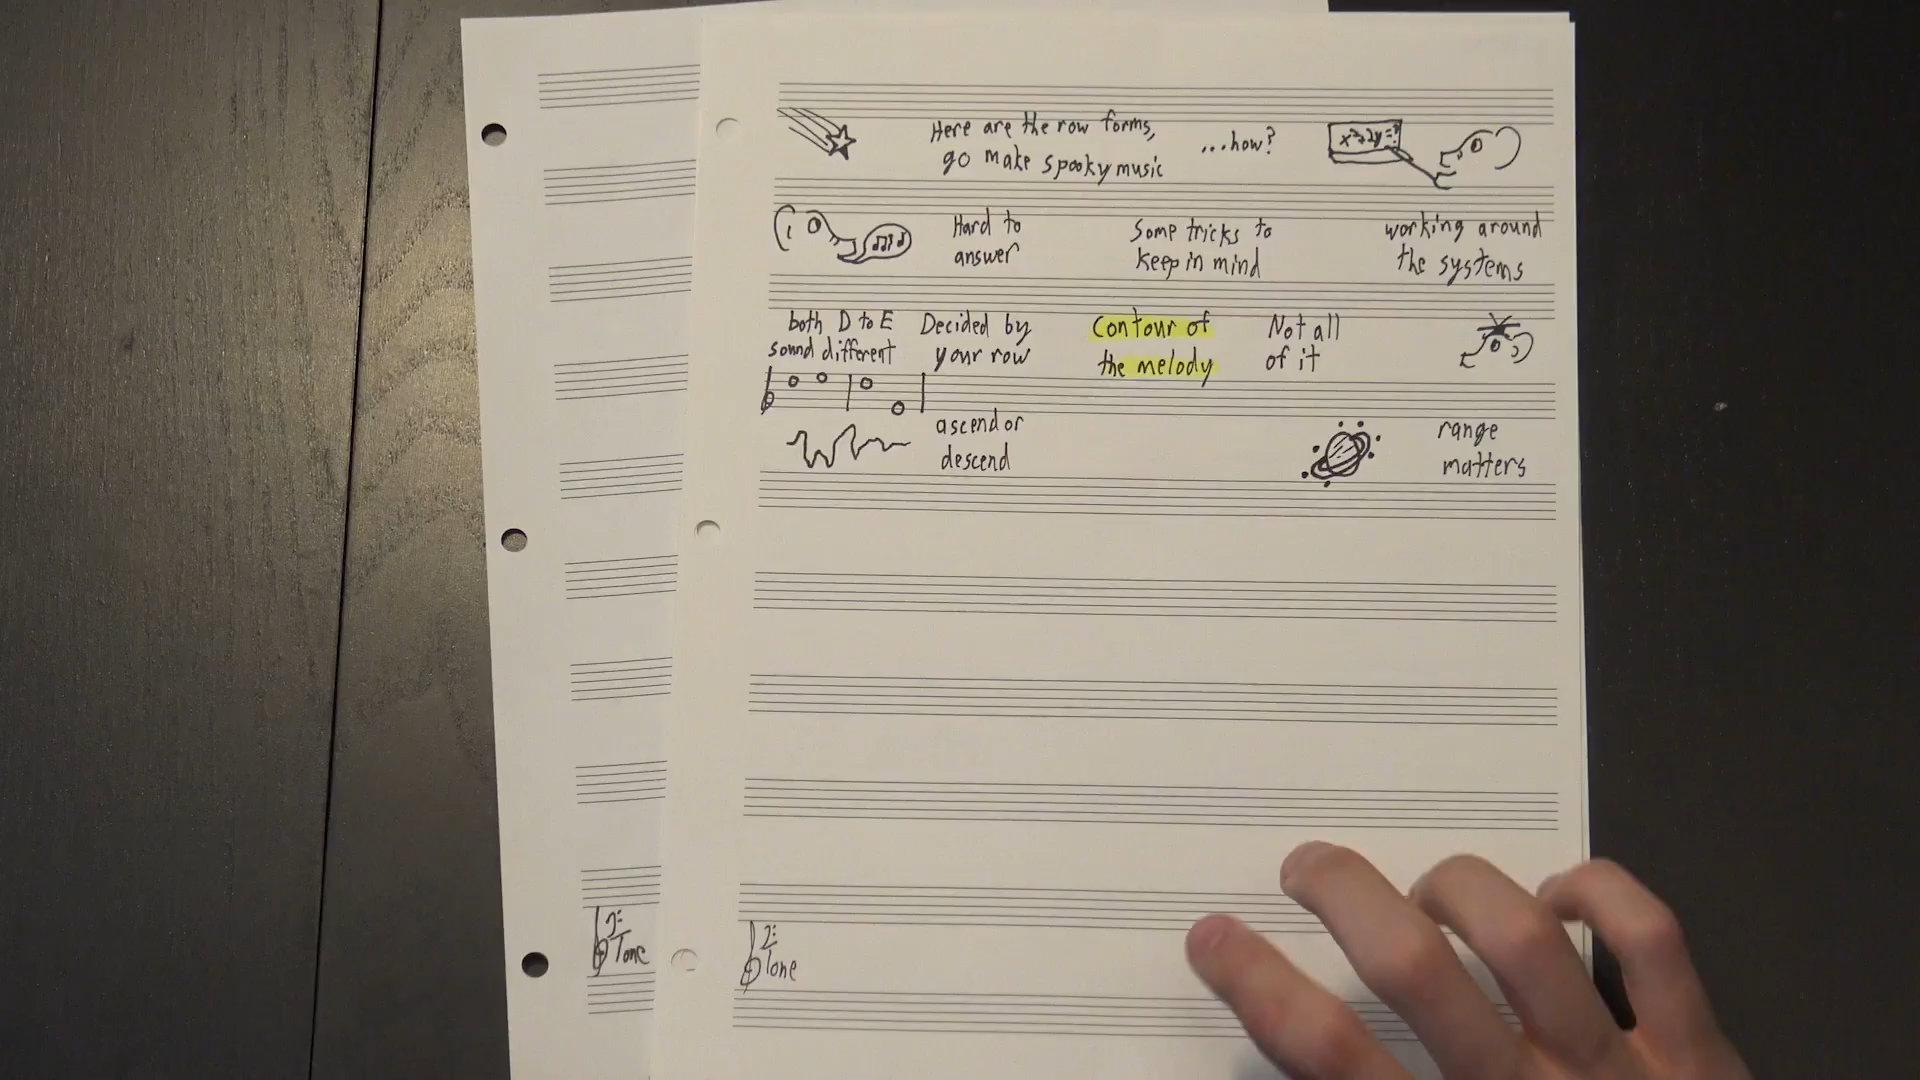 Here are the row forms,
go make spooky music
...how?
x²+2y=?
Hard to
answer
Some tricks to
keep in mind
working around
the systems
both D to E
sound different
Decided by
your row
Contour of
the melody
Not all
of it
ascend or
descend
range
matters
Tone
Tone